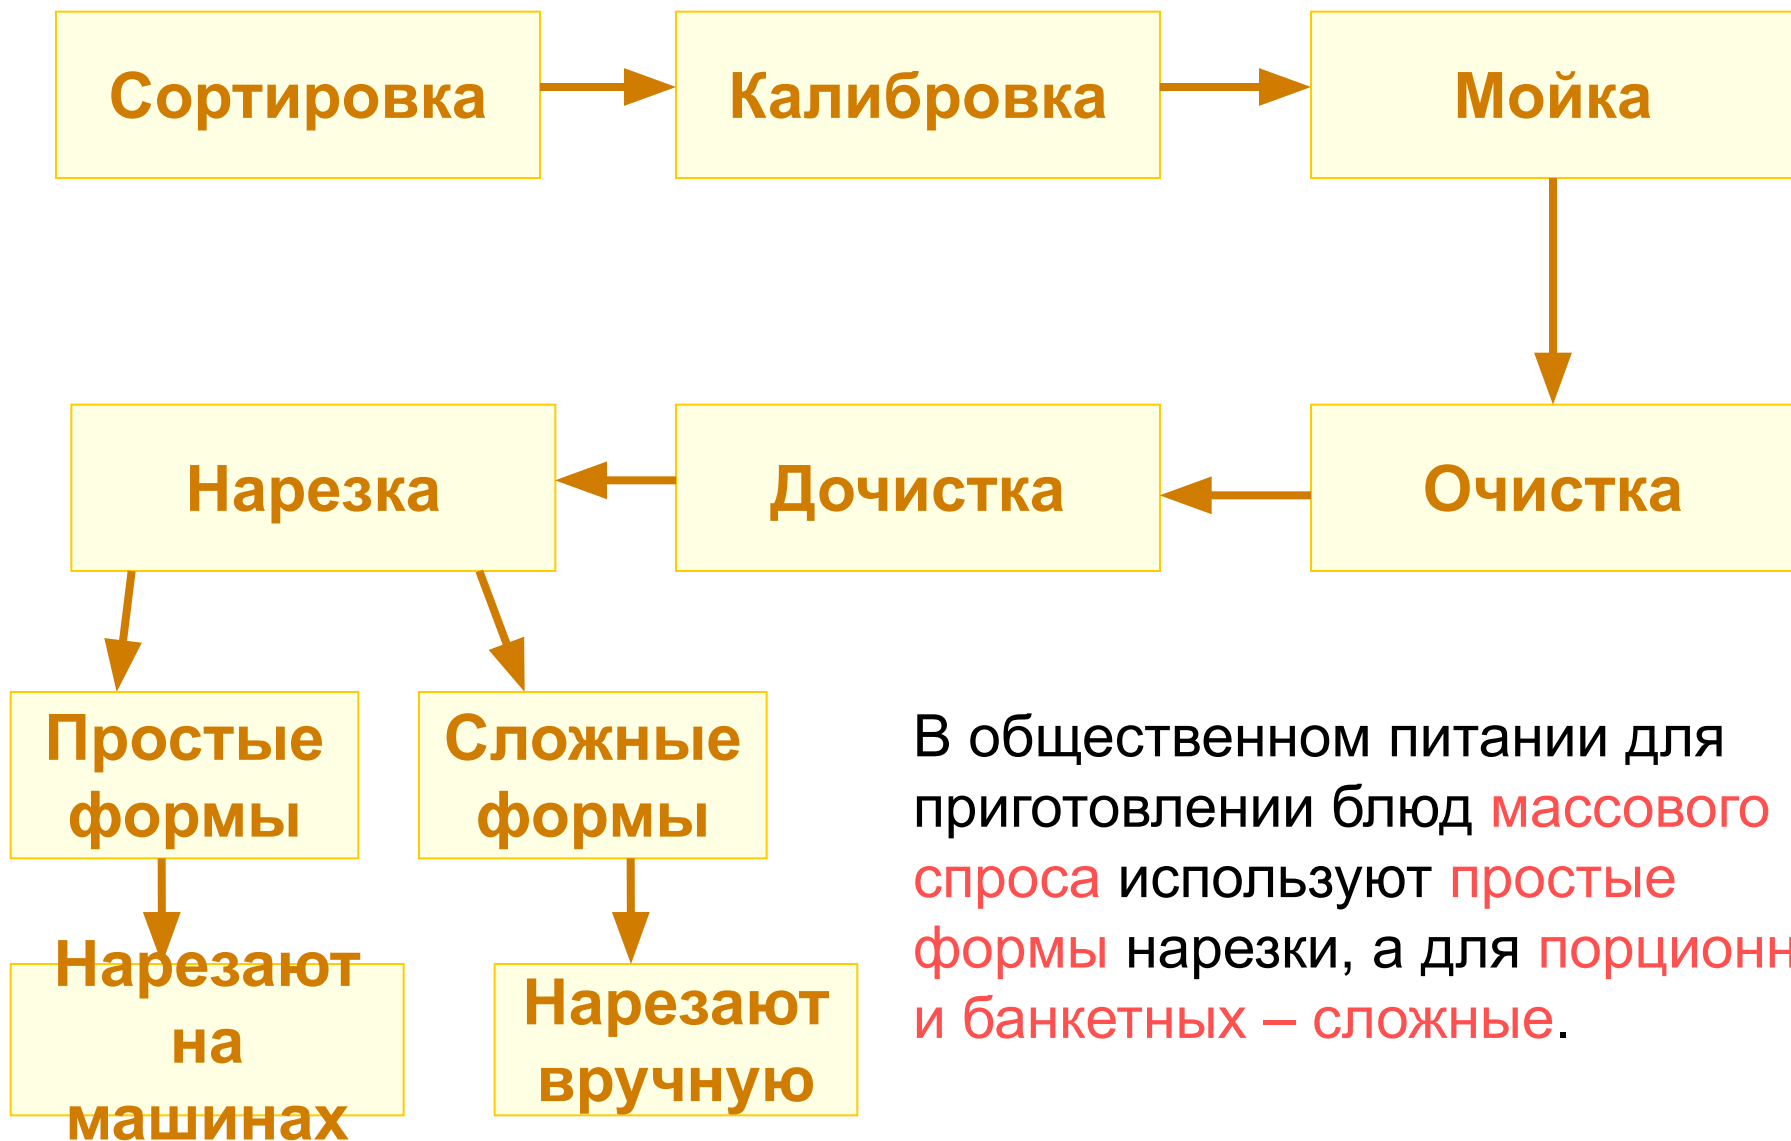 Сортировка
Калибровка
Мойка
Нарезка
Дочистка
Очистка
Простые
формы
Сложные
формы
Нарезают
на
машинах
Нарезают
вручную
В общественном питании для
приготовлении блюд массового
спроса используют простые
формы нарезки, а для
и банкетных – сложные.